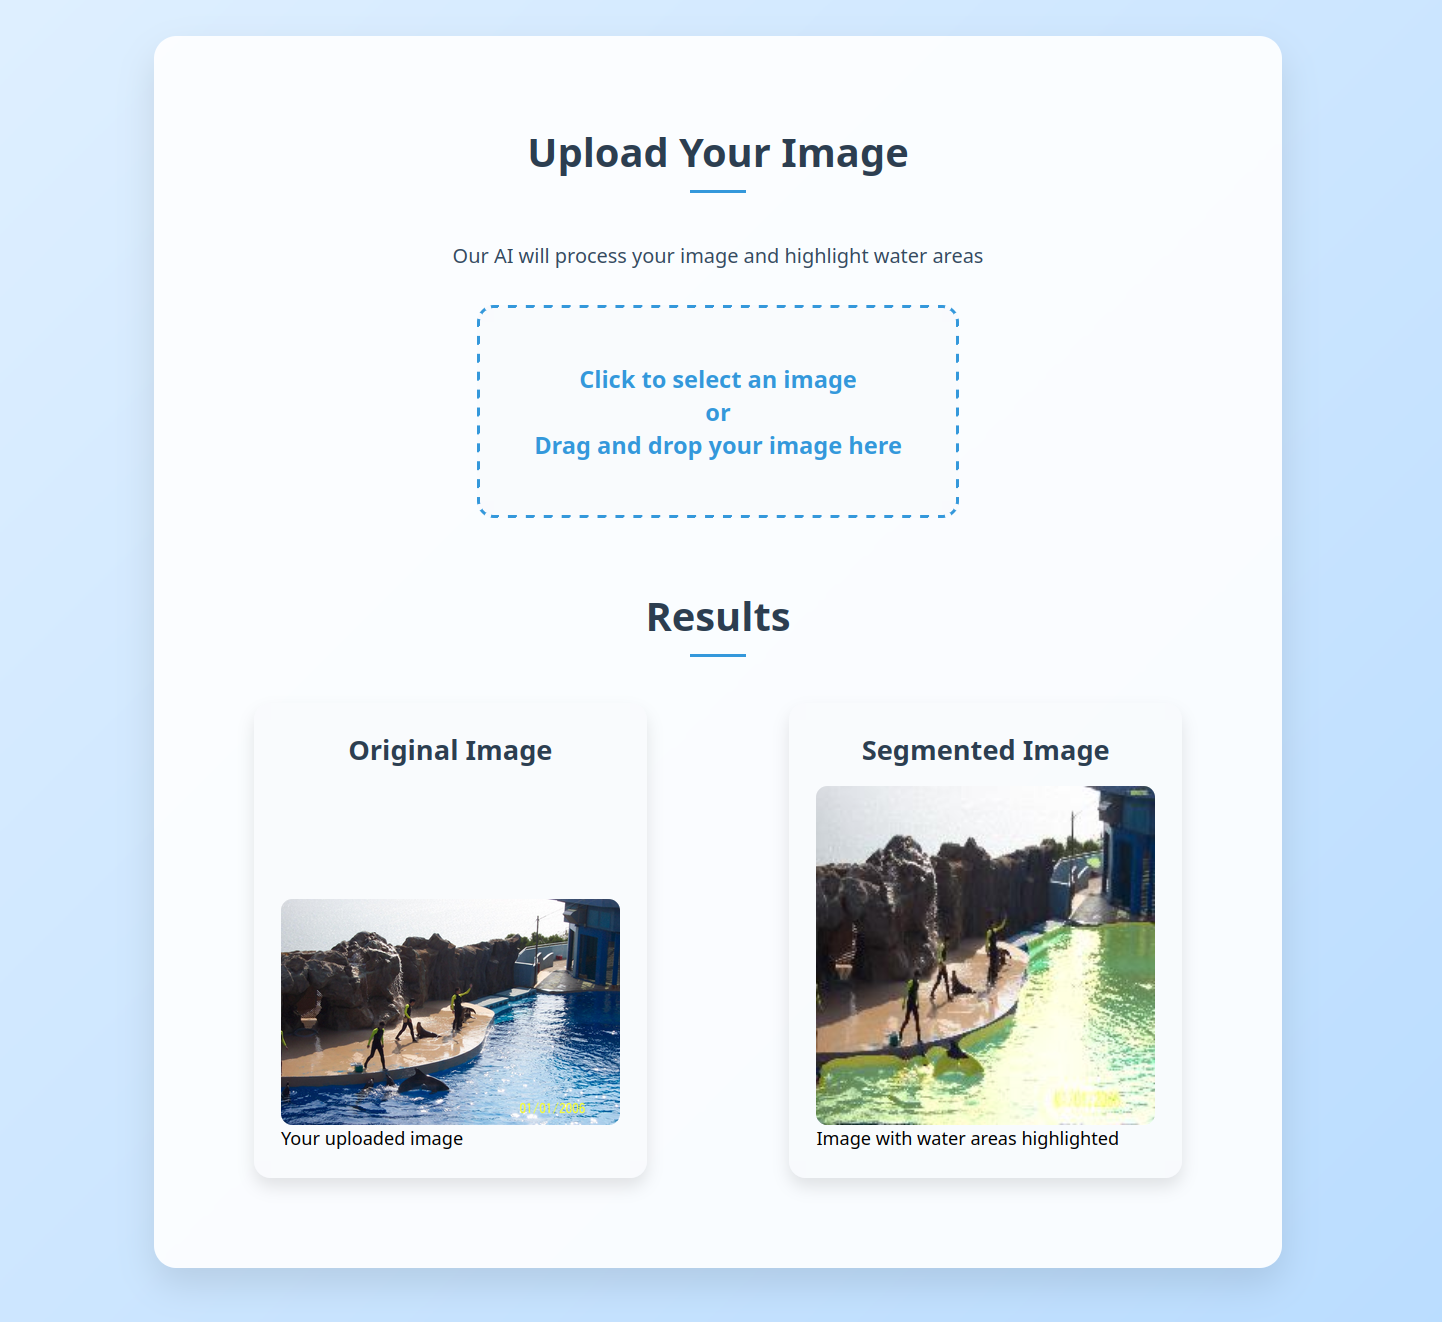 Upload Your Image
Our AI will process your image and highlight water areas
Click to select an image
or
Drag and drop your image here
Results
Original Image
Segmented Image
01/01/2006
Your uploaded image
Image with water areas highlighted